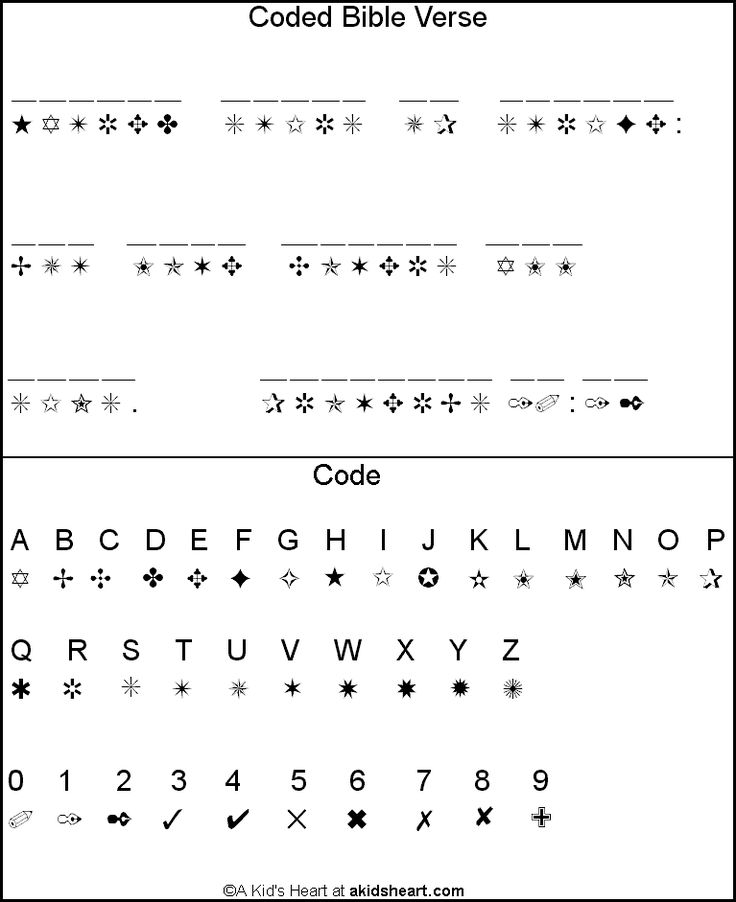 Coded Bible Verse
★✡✴✲✥✤ ✳✴✩✲✳ ✵✰ ✳✴✲✩✦✥:
✢✵✴ ✬✯✶✥ ✣✯✶✥✲✳ ✡✬✬
✳✩✮✳. ✰✲✯✶✥✲✢✳ ✑✐:✑✒
Code
A B C D E F G H I J K L M N O P
✡ ✢ ✣ ✤ ✥ ✦ ✧ ★ ✩ ✪ ✫ ✬ ✭ ✮ ✯ ✰
Q R S T U V W X Y Z
✱ ✲ ✳ ✴ ✵ ✶ ✷ ✸ ✹ ✺
0 1 2 3 4 5 6 7 8 9
✐ ✑ ✒ ✓ ✔ ✕ ✖ ✗ ✘ ✙
©A Kid's Heart at akidsheart.com